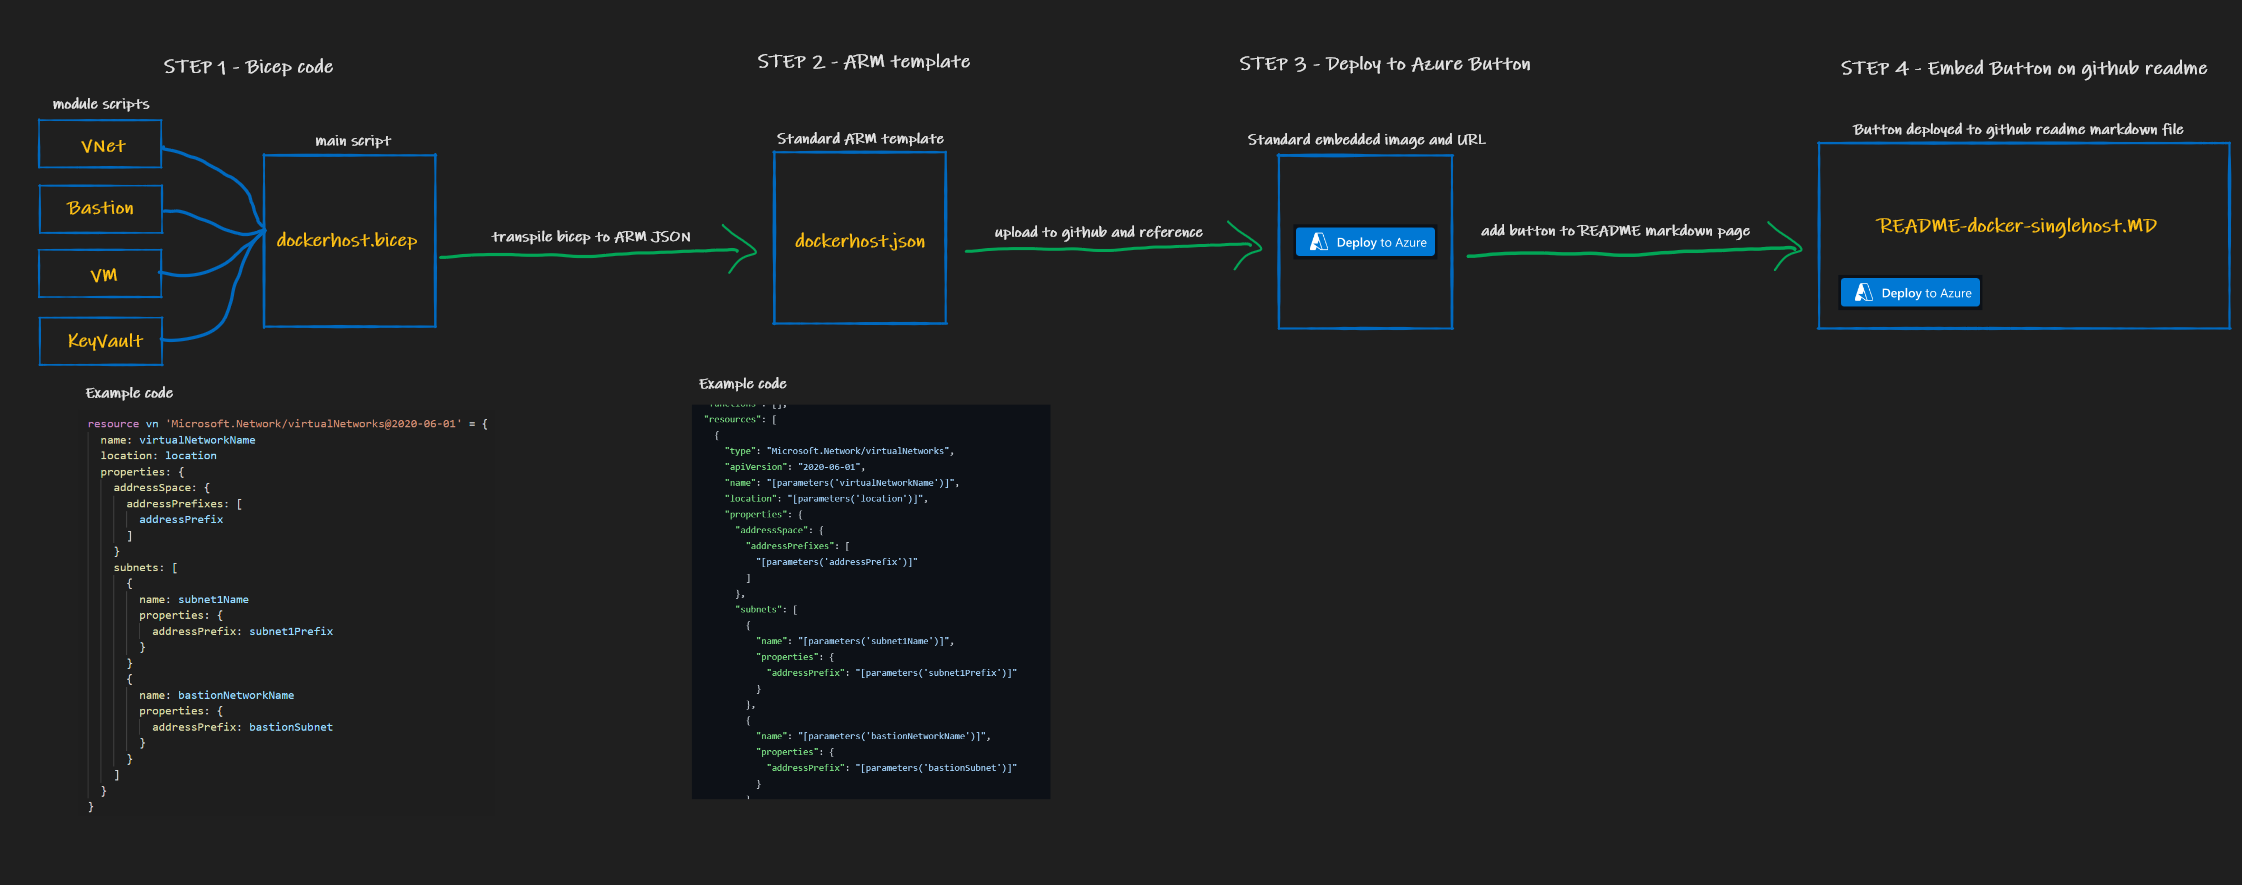 STEP 1 - Bicep code
module scripts
VNet
Bastion
VM
KeyVault
main script
dockerhost.bicep
transpile bicep to ARM JSON
Example code
resource vn 'Microsoft.Network/virtualNetworks@2020-06-01' = {
name: virtualNetworkName
location: location
properties: {
addressSpace: {
addressPrefixes: [
addressPrefix
]
}
subnets: [
{
name: subnet1Name
properties: {
addressPrefix: subnet1Prefix
}
}
{
name: bastionNetworkName
properties: {
addressPrefix: bastionSubnet
}
}
]
}
}
STEP 2 - ARM template
Standard ARM template
dockerhost.json
upload to github and reference
Example code
"functions": [],
"resources": [
{
"type": "Microsoft.Network/virtualNetworks",
"apiVersion": "2020-06-01",
"name": "[parameters('virtualNetworkName')]",
"location": "[parameters('location')]",
"properties": {
"addressSpace": {
"addressPrefixes": [
"[parameters('addressPrefix')]"
]
},
"subnets": [
{
"name": "[parameters('subnet1Name')]",
"properties": {
"addressPrefix": "[parameters('subnet1Prefix')]"
}
},
{
"name": "[parameters('bastionNetworkName')]",
"properties": {
"addressPrefix": "[parameters('bastionSubnet')]"
}
STEP 3 - Deploy to Azure Button
Standard embedded image and URL
Deploy to Azure
add button to README markdown page
STEP 4 - Embed Button on github readme
Button deployed to github readme markdown file
README-docker-singlehost.MD
Deploy to Azure